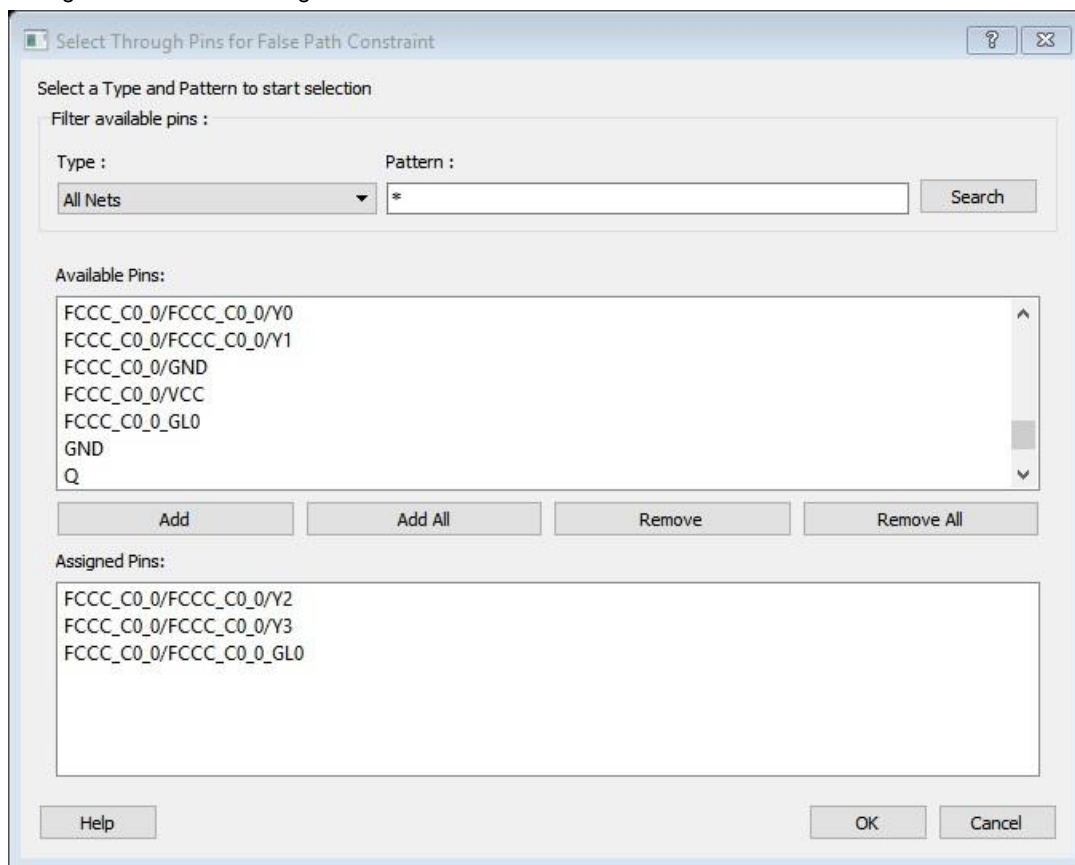 Select Through Pins for False Path Constraint
Select a Type and Pattern to start selection
Filter available pins :
Type :
Pattern :
All Nets
*
Search
Available Pins:
FCCC_C0_0/FCCC_C0_0/Y0
FCCC_C0_0/FCCC_C0_0/Y1
FCCC_C0_0/GND
FCCC_C0_0/VCC
FCCC_C0_0_GL0
GND
Q
Add
Add All
Remove
Remove All
Assigned Pins:
FCCC_C0_0/FCCC_C0_0/Y2
FCCC_C0_0/FCCC_C0_0/Y3
FCCC_C0_0/FCCC_C0_0_GL0
Help
OK
Cancel